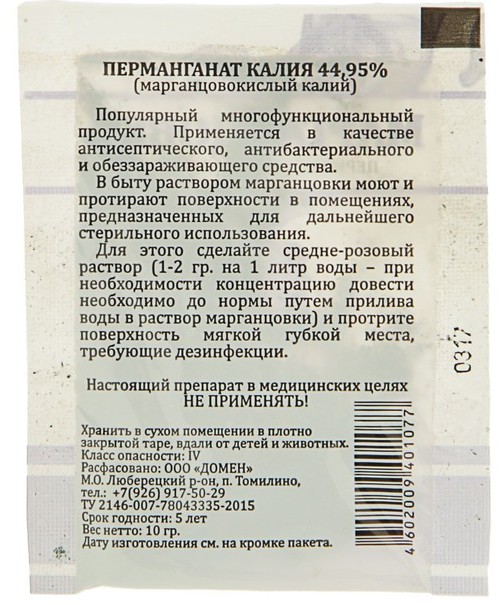 ПЕРМАНГАНАТ КАЛИЯ 44,95%
(марганцовокислый калий)
Популярный многофункциональный
продукт. Применяется в качестве
антисептического, антибактериального
и обеззараживающего средства.
В быту раствором марганцовки моют и
протирают поверхности в помещениях,
предназначенных для дальнейшего
стерильного использования.
Для этого сделайте средне-розовый
раствор (1-2 гр. на 1 литр воды – при
необходимости концентрацию довести
необходимо до нормы путем прилива
воды в раствор марганцовки) и протрите
поверхность мягкой губкой места,
требующие дезинфекции.
Настоящий препарат в медицинских целях
НЕ ПРИМЕНЯТЬ!
Хранить в сухом помещении в плотно
закрытой таре, вдали от детей и животных.
Класс опасности: IV
Расфасовано: ООО «ДОМЕН»
М.О. Люберецкий р-он, п. Томилино,
тел.: +7(926) 917-50-29
ТУ 2146-007-78043335-2015
Срок годности: 5 лет
Вес нетто: 10 гр.
Дату изготовления см. на кромке пакета.
4602009401077
0317